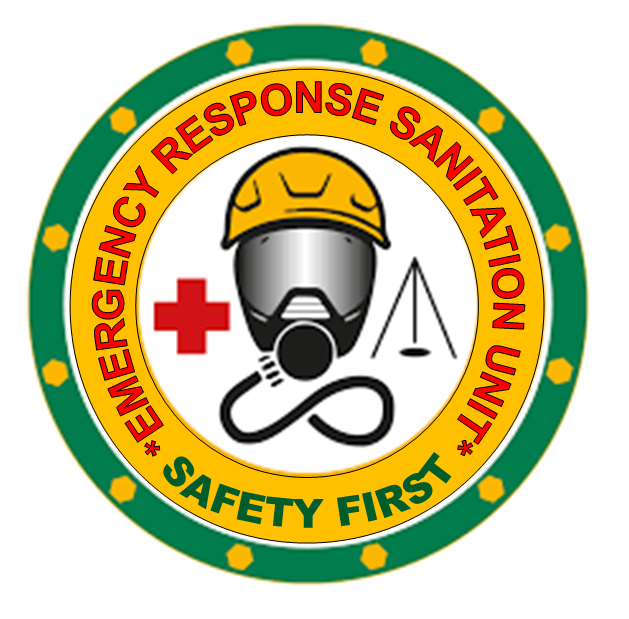 *EMERGENCY RESPONSE SANITATION UNIT*
SAFETY FIRST